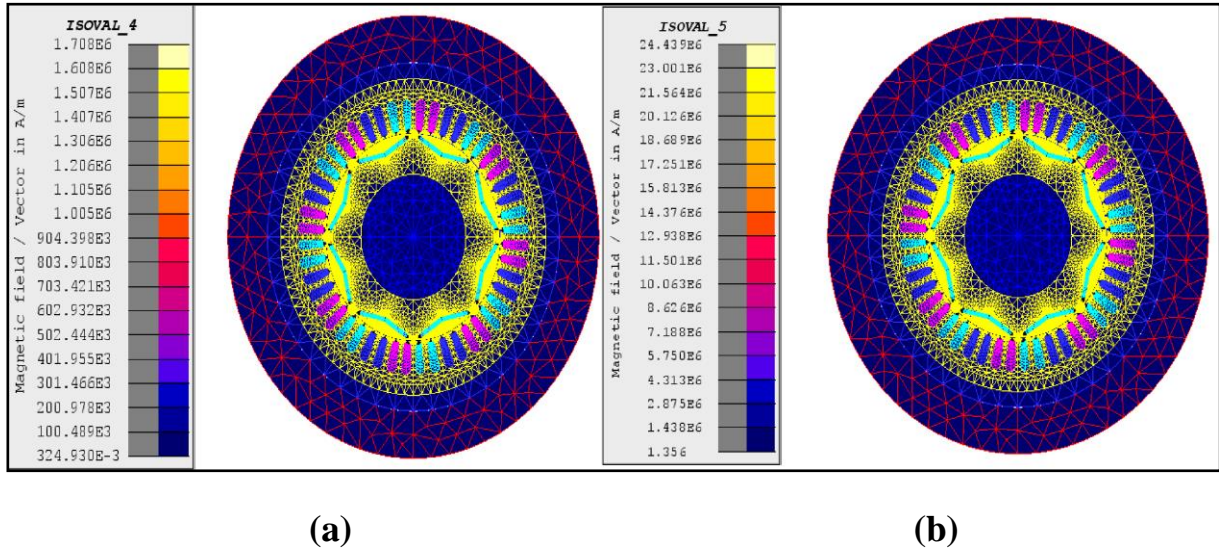 ISOVAL_4
1.708E6
1.608E6
1.507E6
1.407E6
1.306E6
1.206E6
1.105E6
1.005E6
904.398E3
803.910E3
703.421E3
602.932E3
502.444E3
401.955E3
301.466E3
200.978E3
100.489E3
324.930E-3
Magnetic field / Vector in A/m
ISOVAL_5
24.439E6
23.001E6
21.564E6
20.126E6
18.689E6
17.251E6
15.813E6
14.376E6
12.938E6
11.501E6
10.063E6
8.626E6
7.188E6
5.750E6
4.313E6
2.875E6
1.438E6
1.356
Magnetic field / Vector in A/m
(a)
(b)